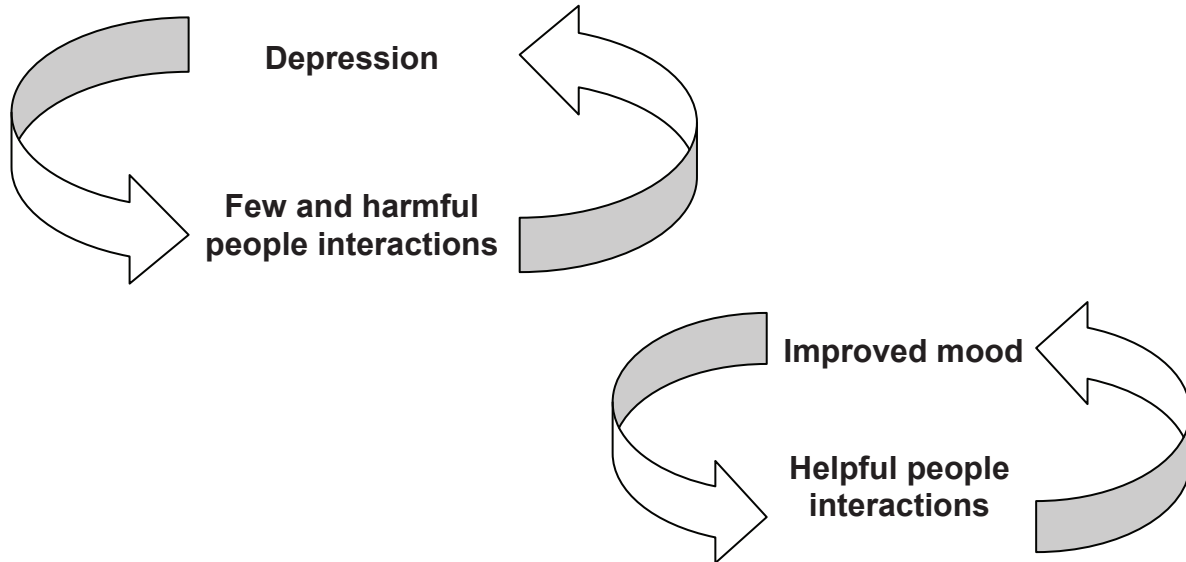 Depression
Few and harmful
people interactions
Improved mood
Helpful people
interactions